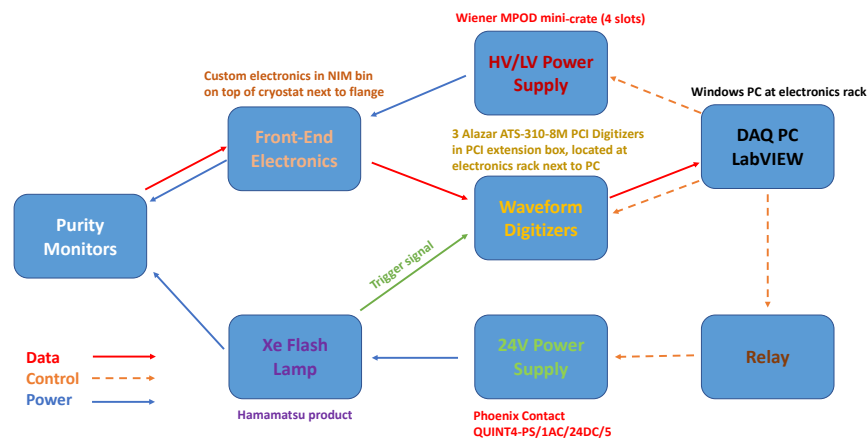 Wiener MPOD mini-crate (4 slots)
HV/LV Power
Supply
Custom electronics in NIM bin
on top of cryostat next to flange
Front-End
Electronics
Windows PC at electronics rack
DAQ PC
LabVIEW
3 Alazar ATS-310-8M PCI Digitizers
in PCI extension box, located at
electronics rack next to PC
Waveform
Digitizers
Purity
Monitors
Trigger signal
Xe Flash
Lamp
Hamamatsu product
24V Power
Supply
Phoenix Contact
QUINT4-PS/1AC/24DC/5
Relay
Data
Control
Power